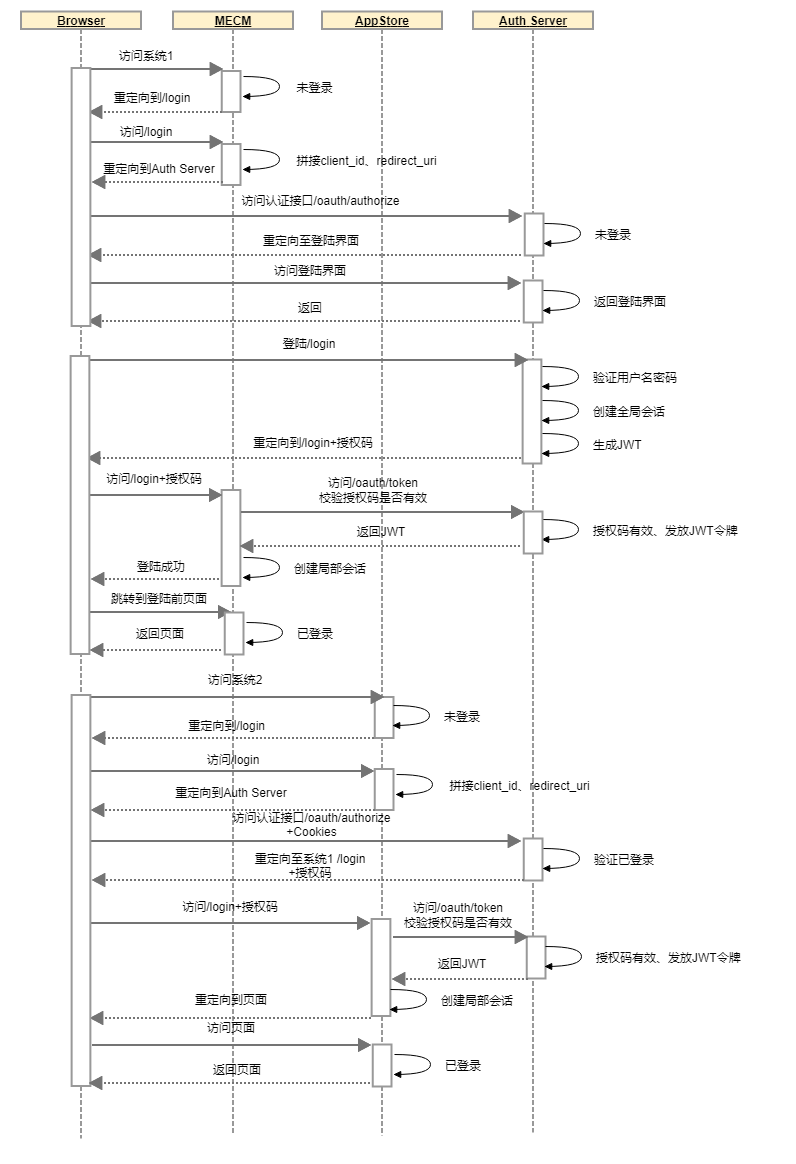 Browser
MECM
AppStore
Auth Server
访问系统1
未登录
重定向到/login
访问/login
拼接client_id、redirect_uri
重定向到Auth Server
访问认证接口/oauth/authorize
未登录
重定向至登陆界面
访问登陆界面
返回登陆界面
返回
登陆/login
验证用户名密码
创建全局会话
重定向到/login+授权码
生成JWT
访问/login+授权码
访问/oauth/token
校验授权码是否有效
返回JWT
授权码有效、发放JWT令牌
登陆成功
创建局部会话
跳转到登陆前页面
返回页面
已登录
访问系统2
未登录
重定向到/login
访问/login
拼接client_id、redirect_uri
重定向到Auth Server
访问认证接口/oauth/authorize
+Cookies
验证已登录
重定向至系统1 /login
+授权码
访问/login+授权码
访问/oauth/token
校验授权码是否有效
授权码有效、发放JWT令牌
返回JWT
重定向到页面
创建局部会话
访问页面
已登录
返回页面